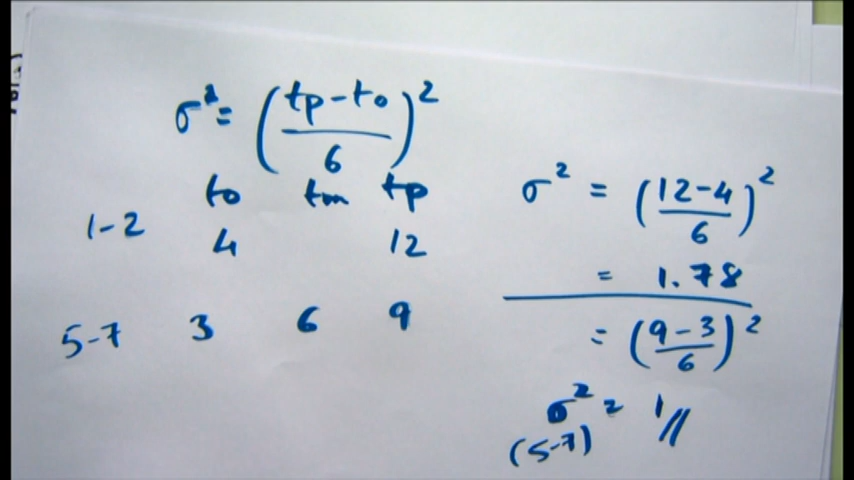 σ² = (tp-to/6)²
to tm tp
1-2 4 12
5-7 3 6 9
σ² = (12-4/6)²
= 1.78
= (9-3/6)²
σ² = 1//
(5-7)